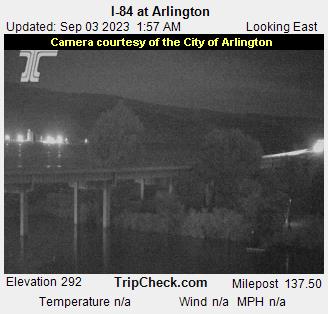 I-84 at Arlington
Updated: Sep 03 2023 1:57 AM Looking East
Camera courtesy of the City of Arlington
Elevation 292 TripCheck.com Milepost 137.50
Temperature n/a Wind n/a MPH n/a